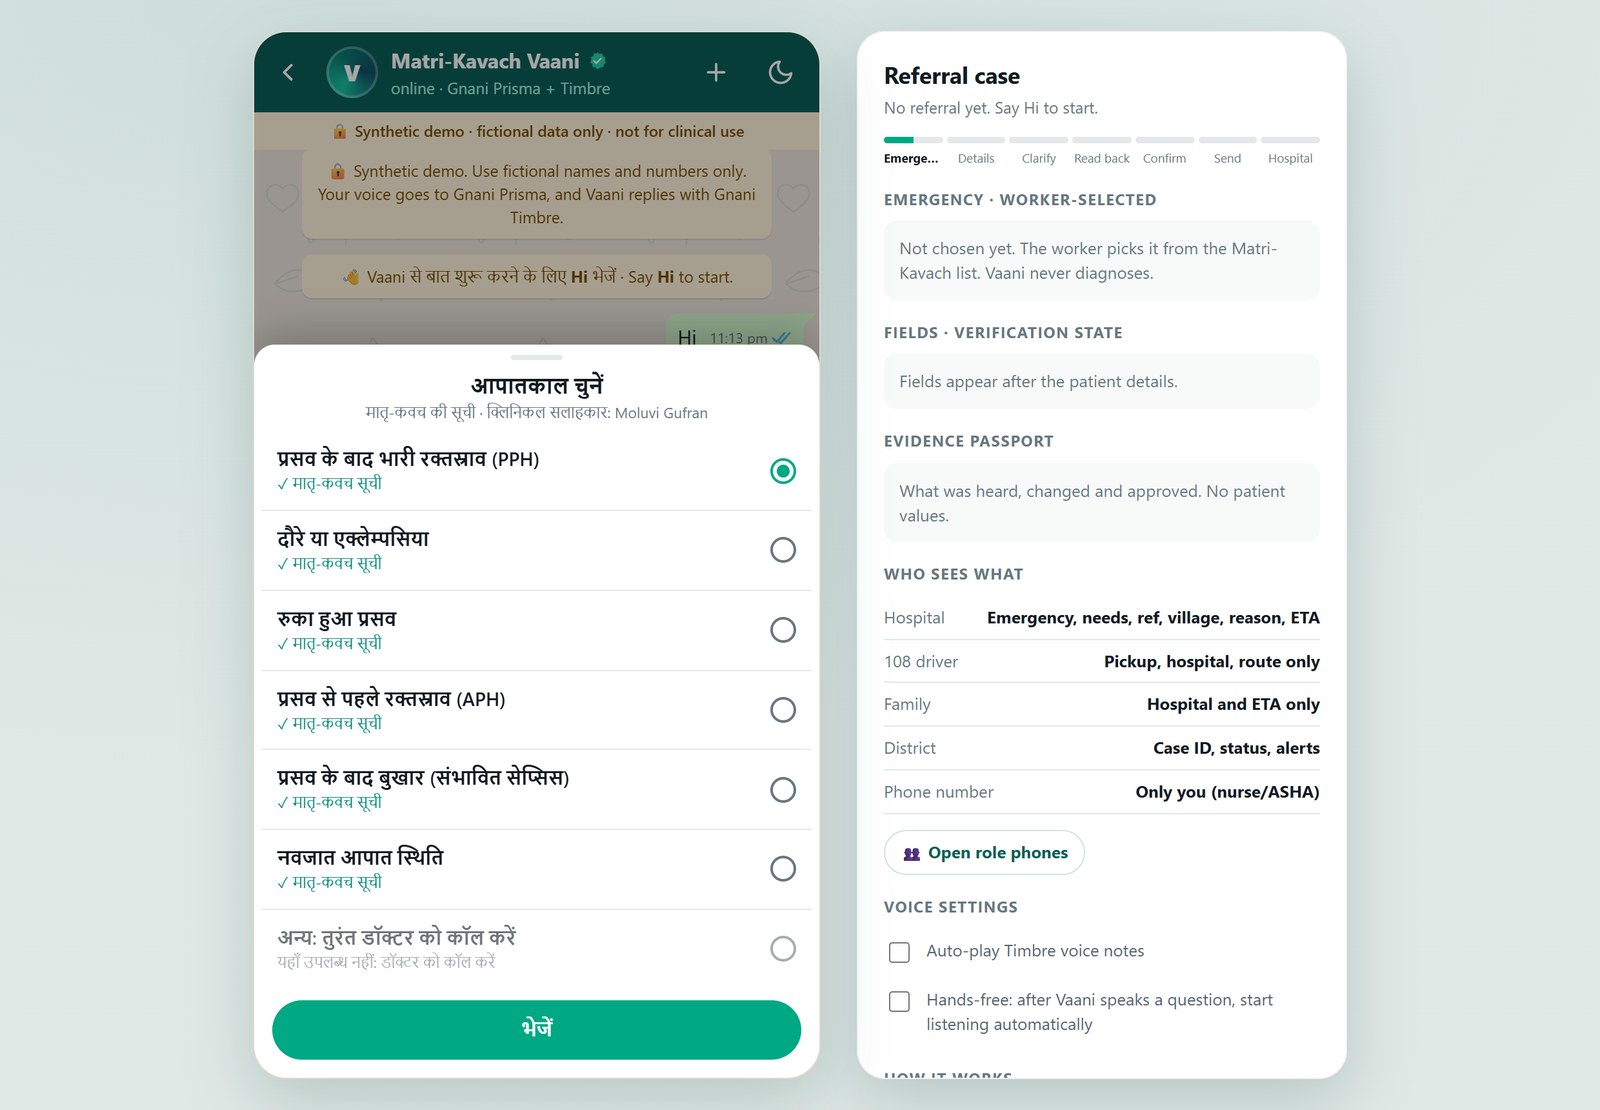 V
Matri-Kavach Vaani
online · Gnani Prisma + Timbre
🔒 Synthetic demo · fictional data only · not for clinical use
🔒 Synthetic demo. Use fictional names and numbers only.
Your voice goes to Gnani Prisma, and Vaani replies with Gnani
Timbre.
👋 Vaani से बात शुरू करने के लिए Hi भेजें · Say Hi to start.
Hi 11:13 pm
आपातकाल चुनें
मातृ-कवच की सूची · क्लिनिकल सलाहकार: Moluvi Gufran
प्रसव के बाद भारी रक्तस्राव (PPH)
✓ मातृ-कवच सूची
दौरे या एक्लेम्पसिया
✓ मातृ-कवच सूची
रुका हुआ प्रसव
✓ मातृ-कवच सूची
प्रसव से पहले रक्तस्राव (APH)
✓ मातृ-कवच सूची
प्रसव के बाद बुखार (संभावित सेप्सिस)
✓ मातृ-कवच सूची
नवजात आपात स्थिति
✓ मातृ-कवच सूची
अन्य: तुरंत डॉक्टर को कॉल करें
यहाँ उपलब्ध नहीं: डॉक्टर को कॉल करें
भेजें
Referral case
No referral yet. Say Hi to start.
Emerge... Details Clarify Read back Confirm Send Hospital
EMERGENCY · WORKER-SELECTED
Not chosen yet. The worker picks it from the Matri-
Kavach list. Vaani never diagnoses.
FIELDS · VERIFICATION STATE
Fields appear after the patient details.
EVIDENCE PASSPORT
What was heard, changed and approved. No patient
values.
WHO SEES WHAT
Hospital Emergency, needs, ref, village, reason, ETA
108 driver Pickup, hospital, route only
Family Hospital and ETA only
District Case ID, status, alerts
Phone number Only you (nurse/ASHA)
Open role phones
VOICE SETTINGS
Auto-play Timbre voice notes
Hands-free: after Vaani speaks a question, start
listening automatically
HOW IT WORKS